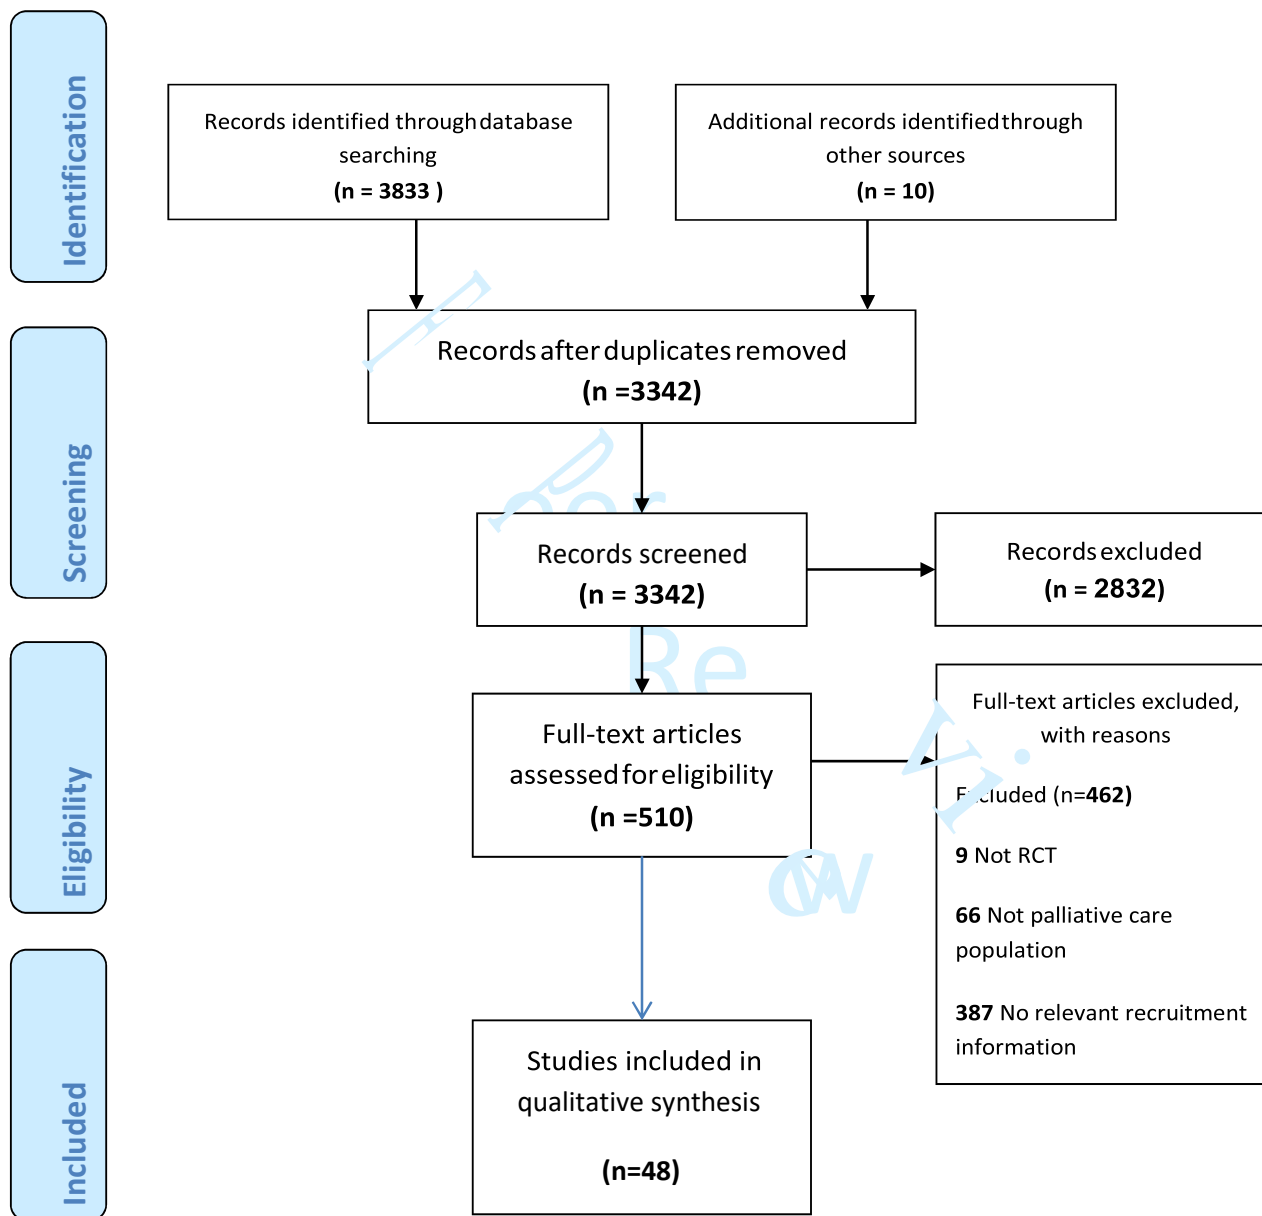 Identification
Records identified through database
searching
(n = 3833 )
Additional records identified through
other sources
(n = 10)
Records after duplicates removed
(n =3342)
Screening
Records screened
(n = 3342)
Records excluded
(n = 2832)
Eligibility
Full-text articles
assessed for eligibility
(n =510)
Full-text articles excluded,
with reasons
Excluded (n=462)
9 Not RCT
66 Not palliative care
population
387 No relevant recruitment
information
Included
Studies included in
qualitative synthesis
(n=48)
Re